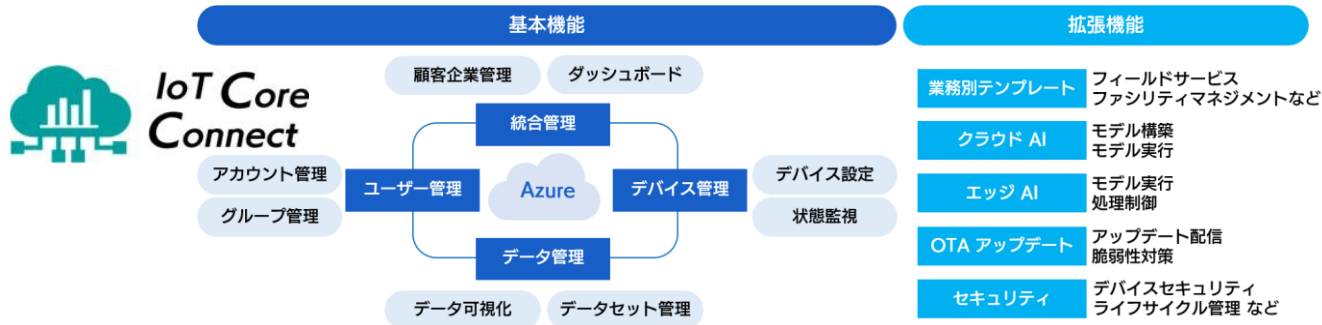 基本機能
拡張機能
IoT Core
Connect
顧客企業管理
ダッシュボード
統合管理
アカウント管理
グループ管理
ユーザー管理
Azure
デバイス管理
デバイス設定
状態監視
データ管理
データ可視化
データセット管理
業務別テンプレート
フィールドサービス
ファシリティマネジメントなど
クラウド AI
モデル構築
モデル実行
エッジ AI
モデル実行
処理制御
OTA アップデート
アップデート配信
脆弱性対策
セキュリティ
デバイスセキュリティ
ライフサイクル管理 など